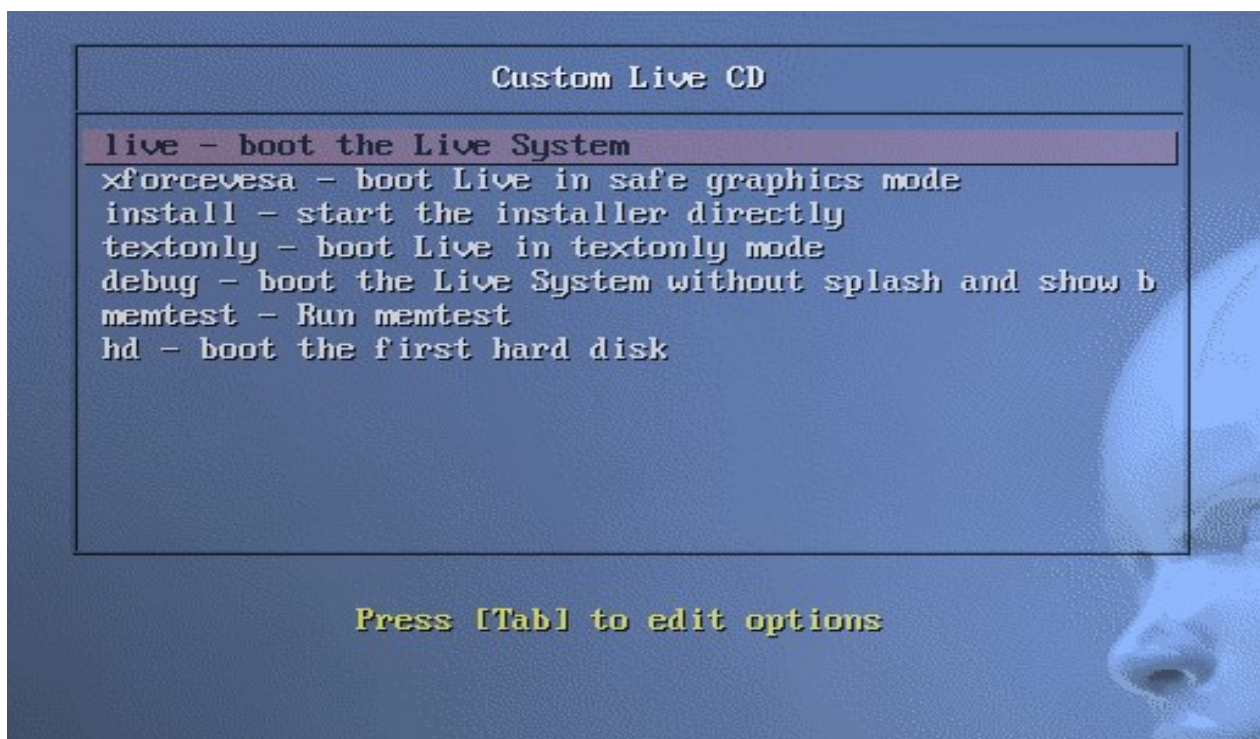 Custom Live CD
live - boot the Live System
xforcevesa - boot Live in safe graphics mode
install - start the installer directly
textonly - boot Live in textonly mode
debug - boot the Live System without splash and show b
memtest - Run memtest
hd - boot the first hard disk
Press [Tab] to edit options